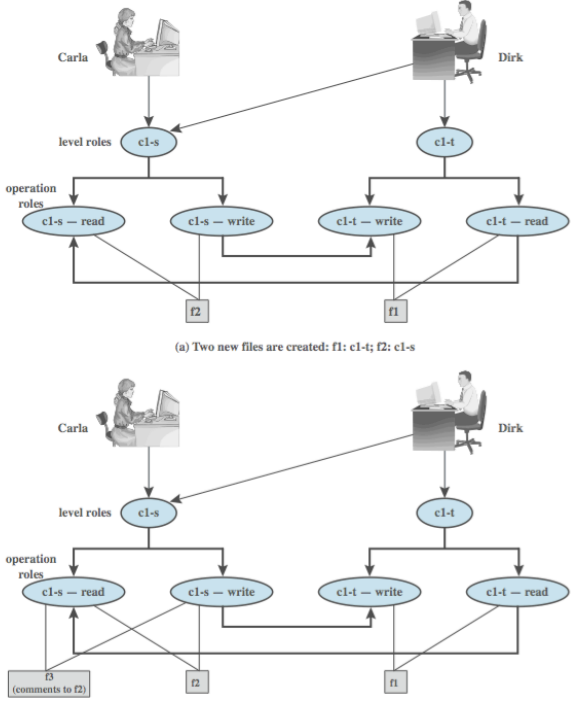 Carla
Dirk
level roles
c1-s
c1-t
operation
roles
c1-s — read
c1-s — write
c1-t — write
c1-t — read
f2
f1
(a) Two new files are created: f1: c1-t; f2: c1-s
Carla
Dirk
level roles
c1-s
c1-t
operation
roles
c1-s — read
c1-s — write
c1-t — write
c1-t — read
f3
(comments to f2)
f2
f1